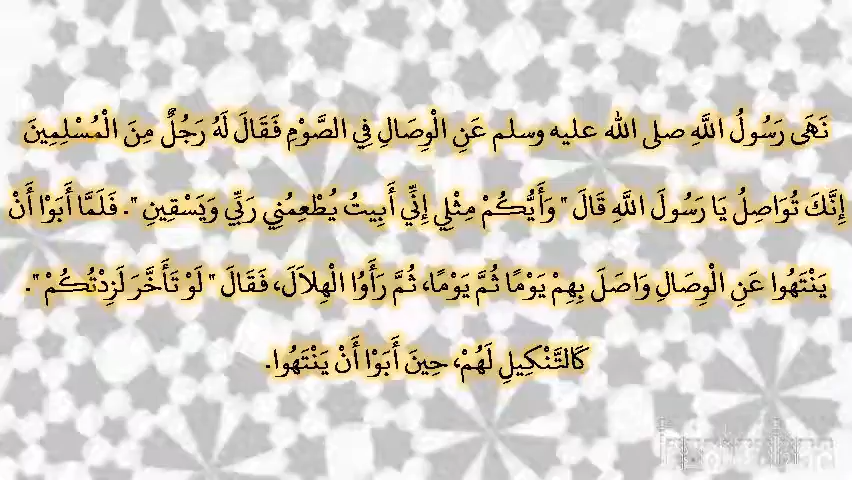 نَهَى رَسُولُ اللَّهِ صلى الله عليه وسلم عَنِ الْوِصَالِ فِي الصَّوْمِ فَقَالَ لَهُ رَجُلٌ مِنَ الْمُسْلِمِينَ
إِنَّكَ تُوَاصِلُ يَا رَسُولَ اللَّهِ قَالَ " وَأَيُّكُمْ مِثْلِي إِنِّي أَبِيتُ يُطْعِمُنِي رَبِّي وَيَسْقِينِ ". فَلَمَّا أَبَوْا أَنْ
يَنْتَهُوا عَنِ الْوِصَالِ وَاصَلَ بِهِمْ يَوْمًا ثُمَّ يَوْمًا، ثُمَّ رَأَوُا الْهِلاَلَ، فَقَالَ " لَوْ تَأَخَّرَ لَزِدْتُكُمْ ".
كَالتَّنْكِيلِ لَهُمْ، حِينَ أَبَوْا أَنْ يَنْتَهُوا.